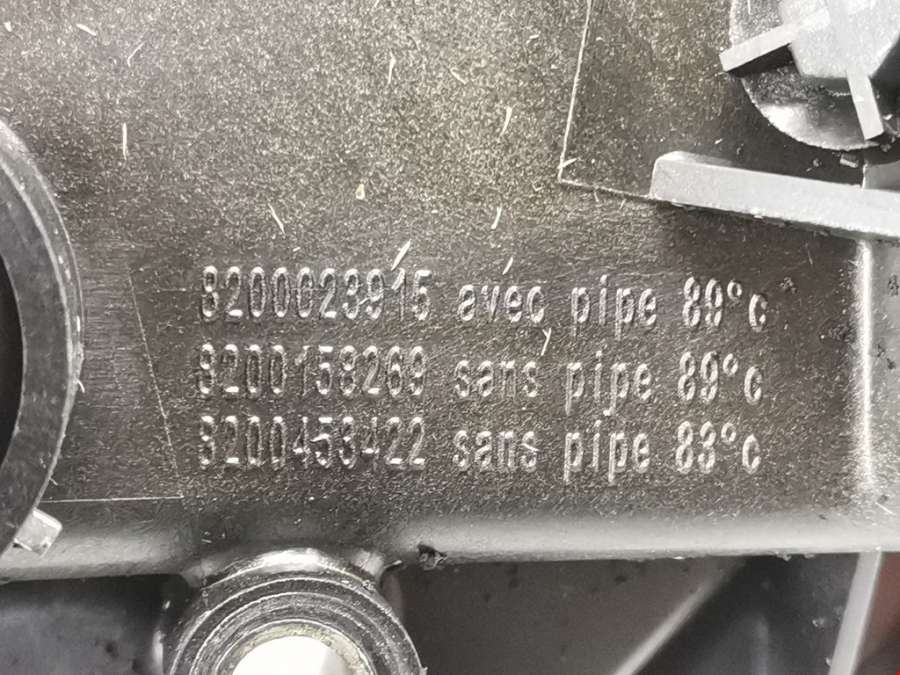 8200023915 avec pipe 89°c
8200158269 sans pipe 89°c
8200453422 sans pipe 83°c